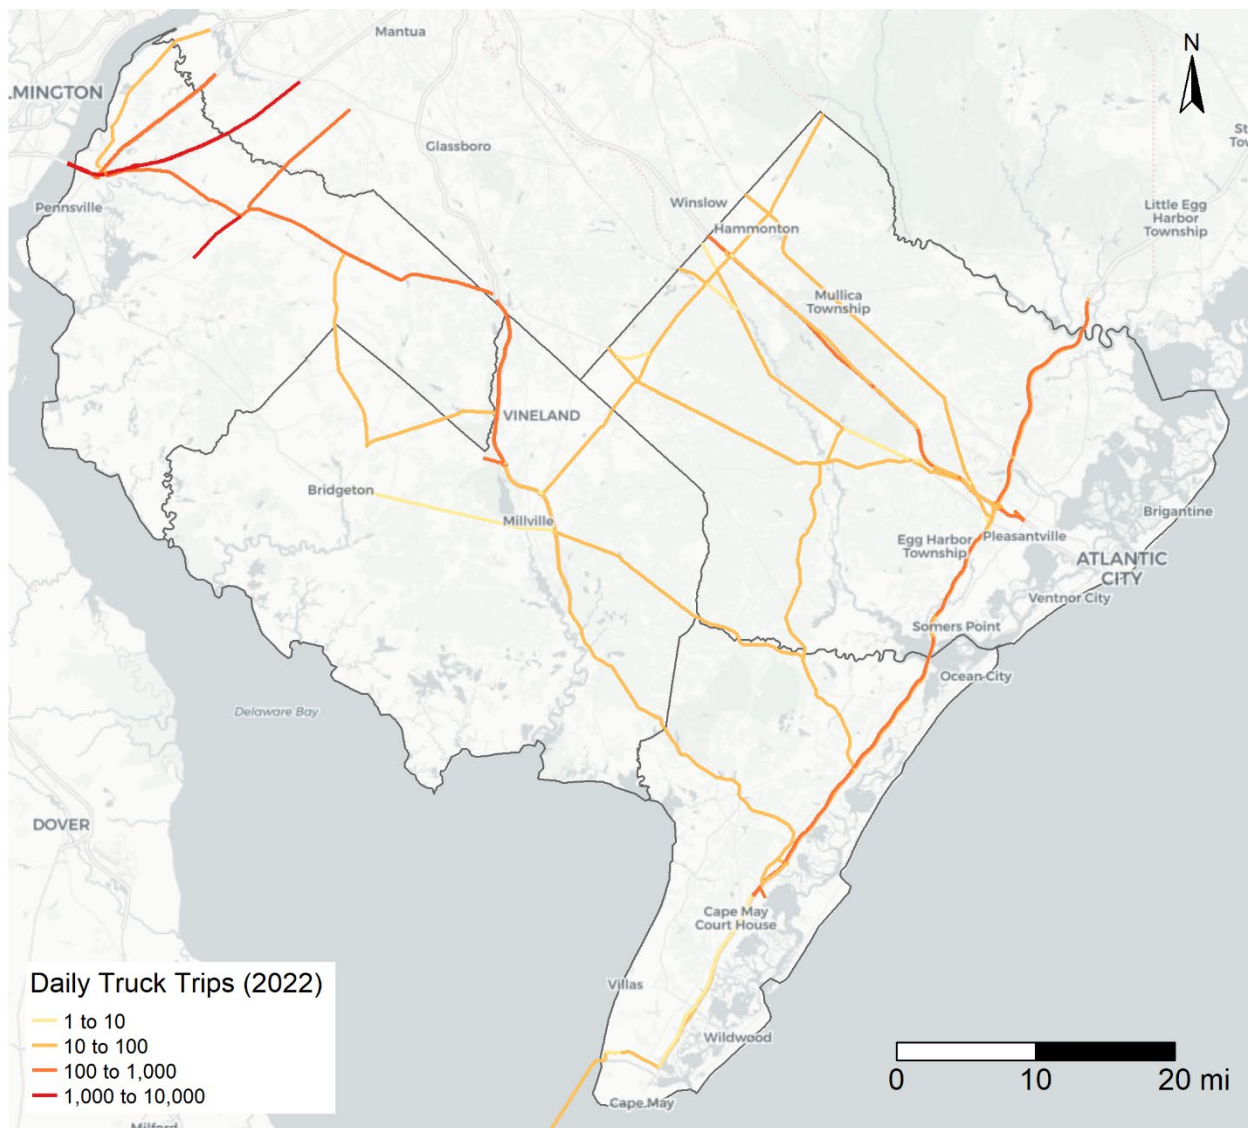 Mantua
N
LMINGTON
Glassboro
Pennsville
Winslow
Hammonton
Little Egg
Harbor
Township
Mullica
Township
VINELAND
Bridgeton
Millville
Egg Harbor
Township
Pleasantville
Brigantine
ATLANTIC
CITY
Ventnor City
Somers Point
Ocean City
Delaware Bay
DOVER
Cape May
Court House
Villas
Wildwood
Cape May
Daily Truck Trips (2022)
1 to 10
10 to 100
100 to 1,000
1,000 to 10,000
0 10 20 mi